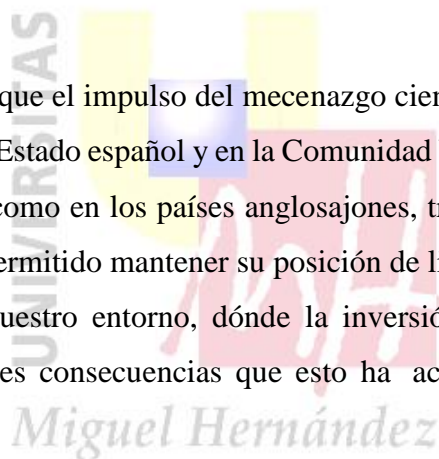 que el impulso del mecenazgo cien
Estado español y en la Comunidad
como en los países anglosajones, t
ermitido mantener su posición de l
uestro entorno, dónde la inversió
es consecuencias que esto ha ac
UNIVERSITAS
Miguel Hernández